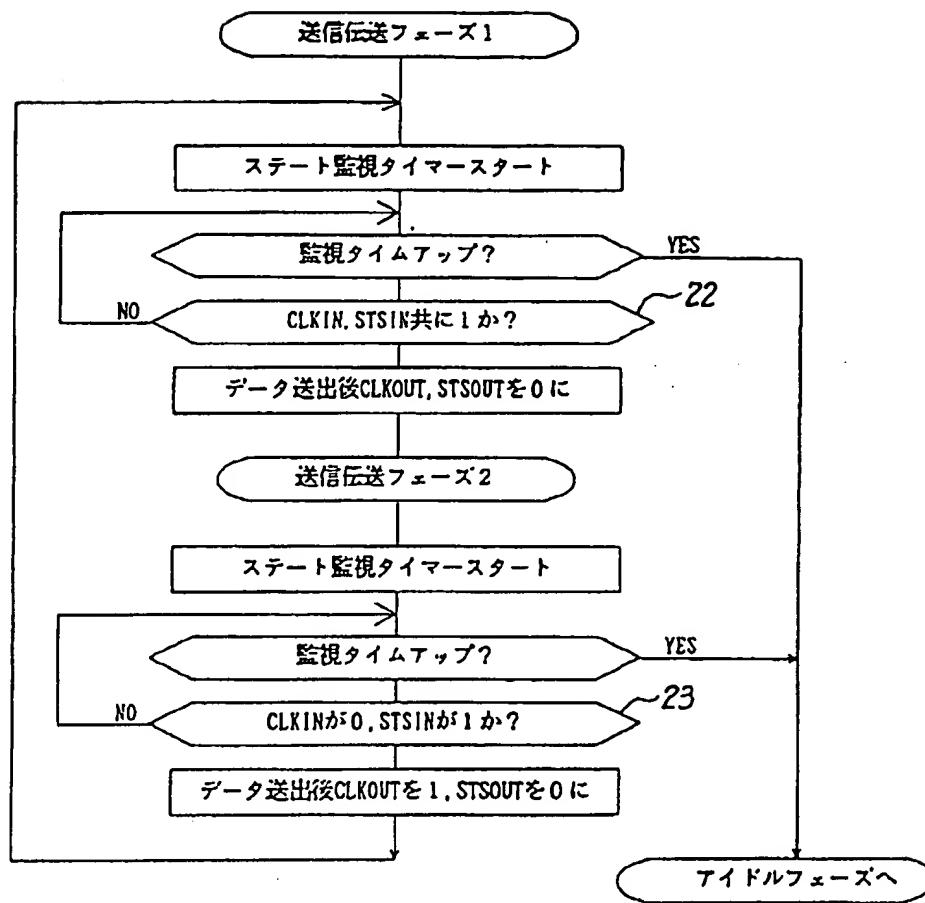 送信伝送フェーズ1
ステート監視タイマースタート
監視タイムアップ?
YES
NO
CLKIN,STSIN共に1か?
22
データ送出後CLKOUT,STSOUTを0に
送信伝送フェーズ2
ステート監視タイマースタート
監視タイムアップ?
YES
NO
CLKINが0,STSINが1か?
23
データ送出後CLKOUTを1,STSOUTを0に
アイドルフェーズへ